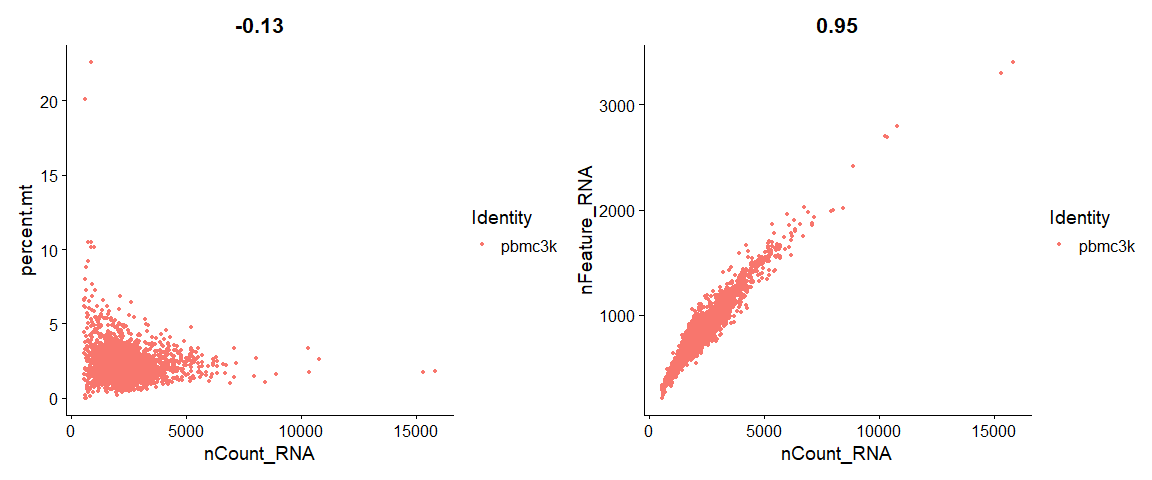 -0.13
percent.mt
20
15
10
5
0
0 5000 10000 15000
nCount_RNA
Identity
pbmc3k
0.95
nFeature_RNA
3000
2000
1000
0 5000 10000 15000
nCount_RNA
Identity
pbmc3k